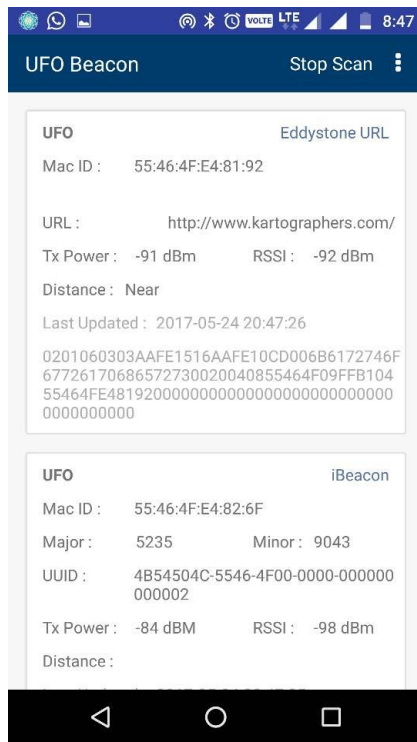 VOLTE LTE 8:47
UFO Beacon Stop Scan
UFO Eddystone URL
Mac ID : 55:46:4F:E4:81:92
URL : http://www.kartographers.com/
Tx Power : -91 dBm RSSI : -92 dBm
Distance : Near
Last Updated : 2017-05-24 20:47:26
0201060303AAFE1516AAFE10CD006B6172746F
67726170686572730020040855464F09FFB104
55464FE4819200000000000000000000000000
0000000000
UFO iBeacon
Mac ID : 55:46:4F:E4:82:6F
Major : 5235 Minor : 9043
UUID : 4B54504C-5546-4F00-0000-000000
000002
Tx Power : -84 dBM RSSI : -98 dBm
Distance :